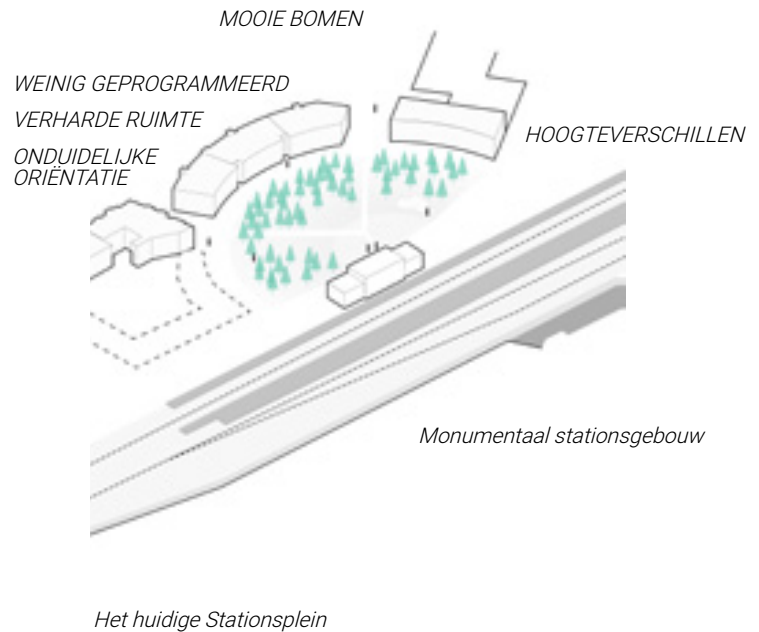 MOOIE BOMEN
WEINIG GEPROGRAMMEERD
VERHARDE RUIMTE
ONDUIDELIJKE
ORIËNTATIE
HOOGTEVERSCHILLEN
Monumentaal stationsgebouw
Het huidige Stationsplein